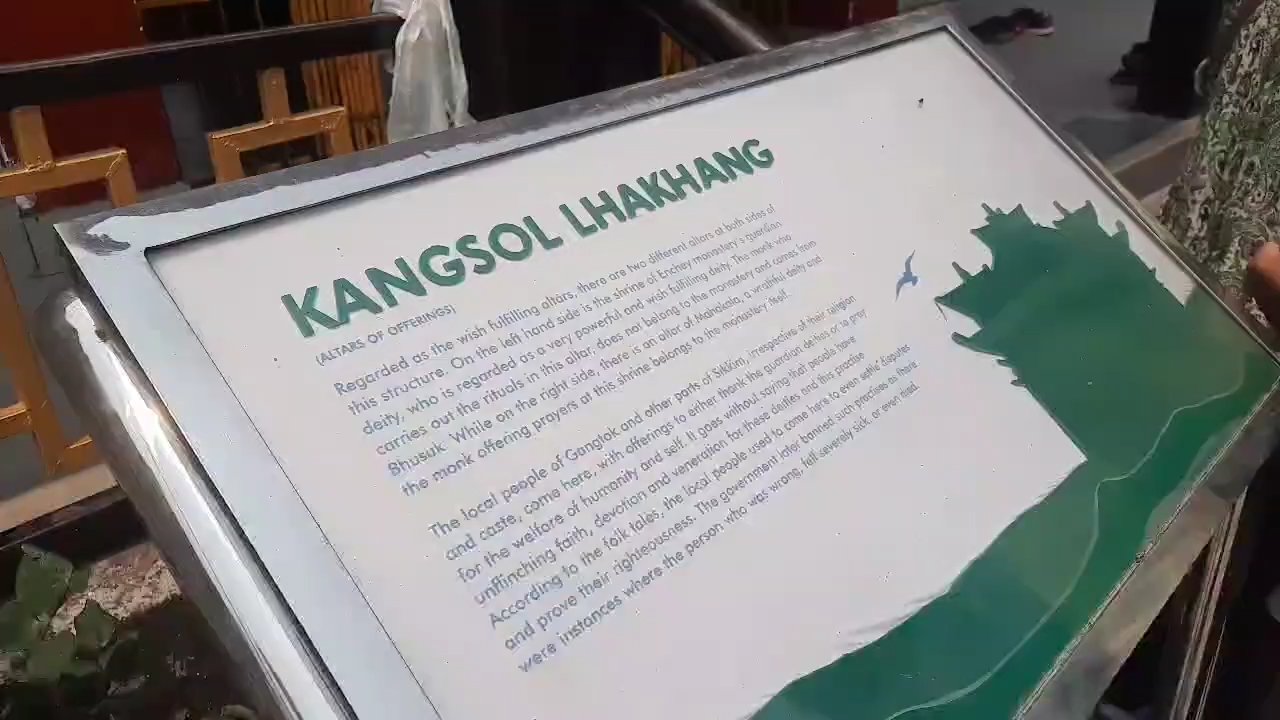 KANGSOL LHAKHANG
(ALTARS OF OFFERINGS)
Regarded as the wish fulfilling altars, there are two different altars at both sides of
this structure. On the left hand side is the shrine of Enchey monastery's guardian
deity, who is regarded as a very powerful and wish fulfilling deity. The monk who
carries out the rituals in this altar, does not belong to the monastery and comes from
Bhusuk. While on the right side, there is an altar of Mahakala, a wrathful deity and
the monk offering prayers at this shrine belongs to the monastery itself.
The local people of Gangtok and other parts of Sikkim, irrespective of their religion
and caste, come here, with offerings to either thank the guardian deities or to pray
for the welfare of humanity and self. It goes without saying that people have
unflinching faith, devotion and veneration for these deities and this practise
According to the folk tales, the local people used to come here to even settle disputes
and prove their righteousness. The government later banned such practises as there
were instances where the person who was wrong, fell severely sick, or even died.